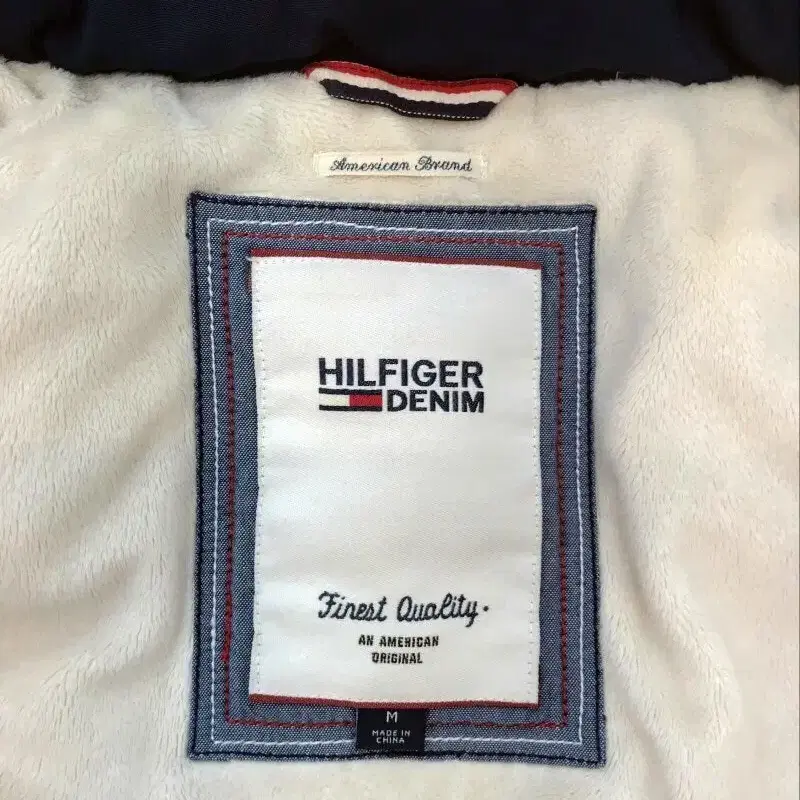 American Brand
HILFIGER
DENIM
Finest Quality.
AN AMERICAN
ORIGINAL
M
MADE IN
CHINA